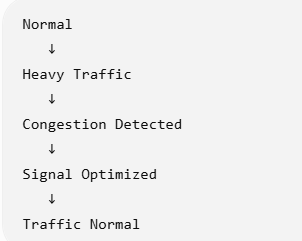 Normal
↓
Heavy Traffic
↓
Congestion Detected
↓
Signal Optimized
↓
Traffic Normal